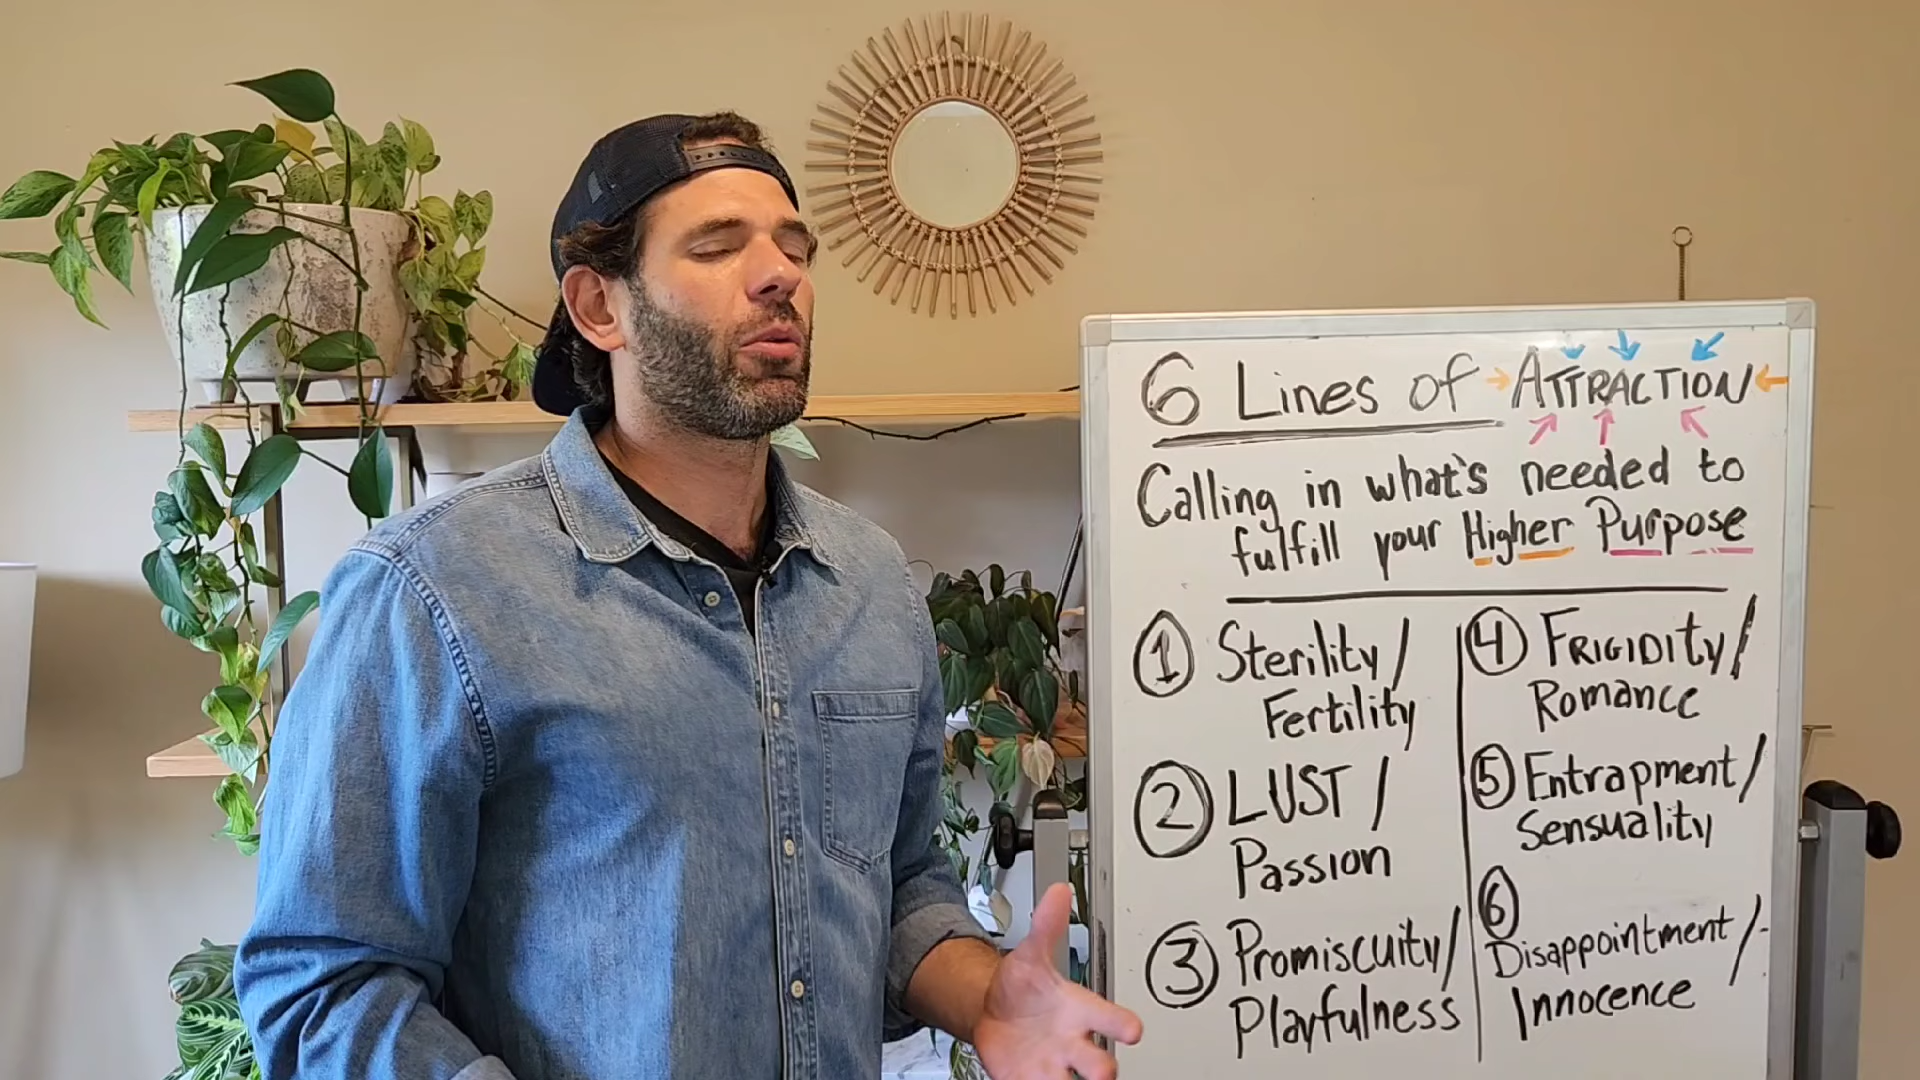 6 Lines of ATTRACTION
Calling in what's needed to
fulfill your Higher Purpose
1 Sterility/
Fertility
2 LUST /
Passion
3 Promiscuity/
Playfulness
4 FRIGIDITY/
Romance
5 Entrapment/
Sensuality
6
Disappointment/
Innocence